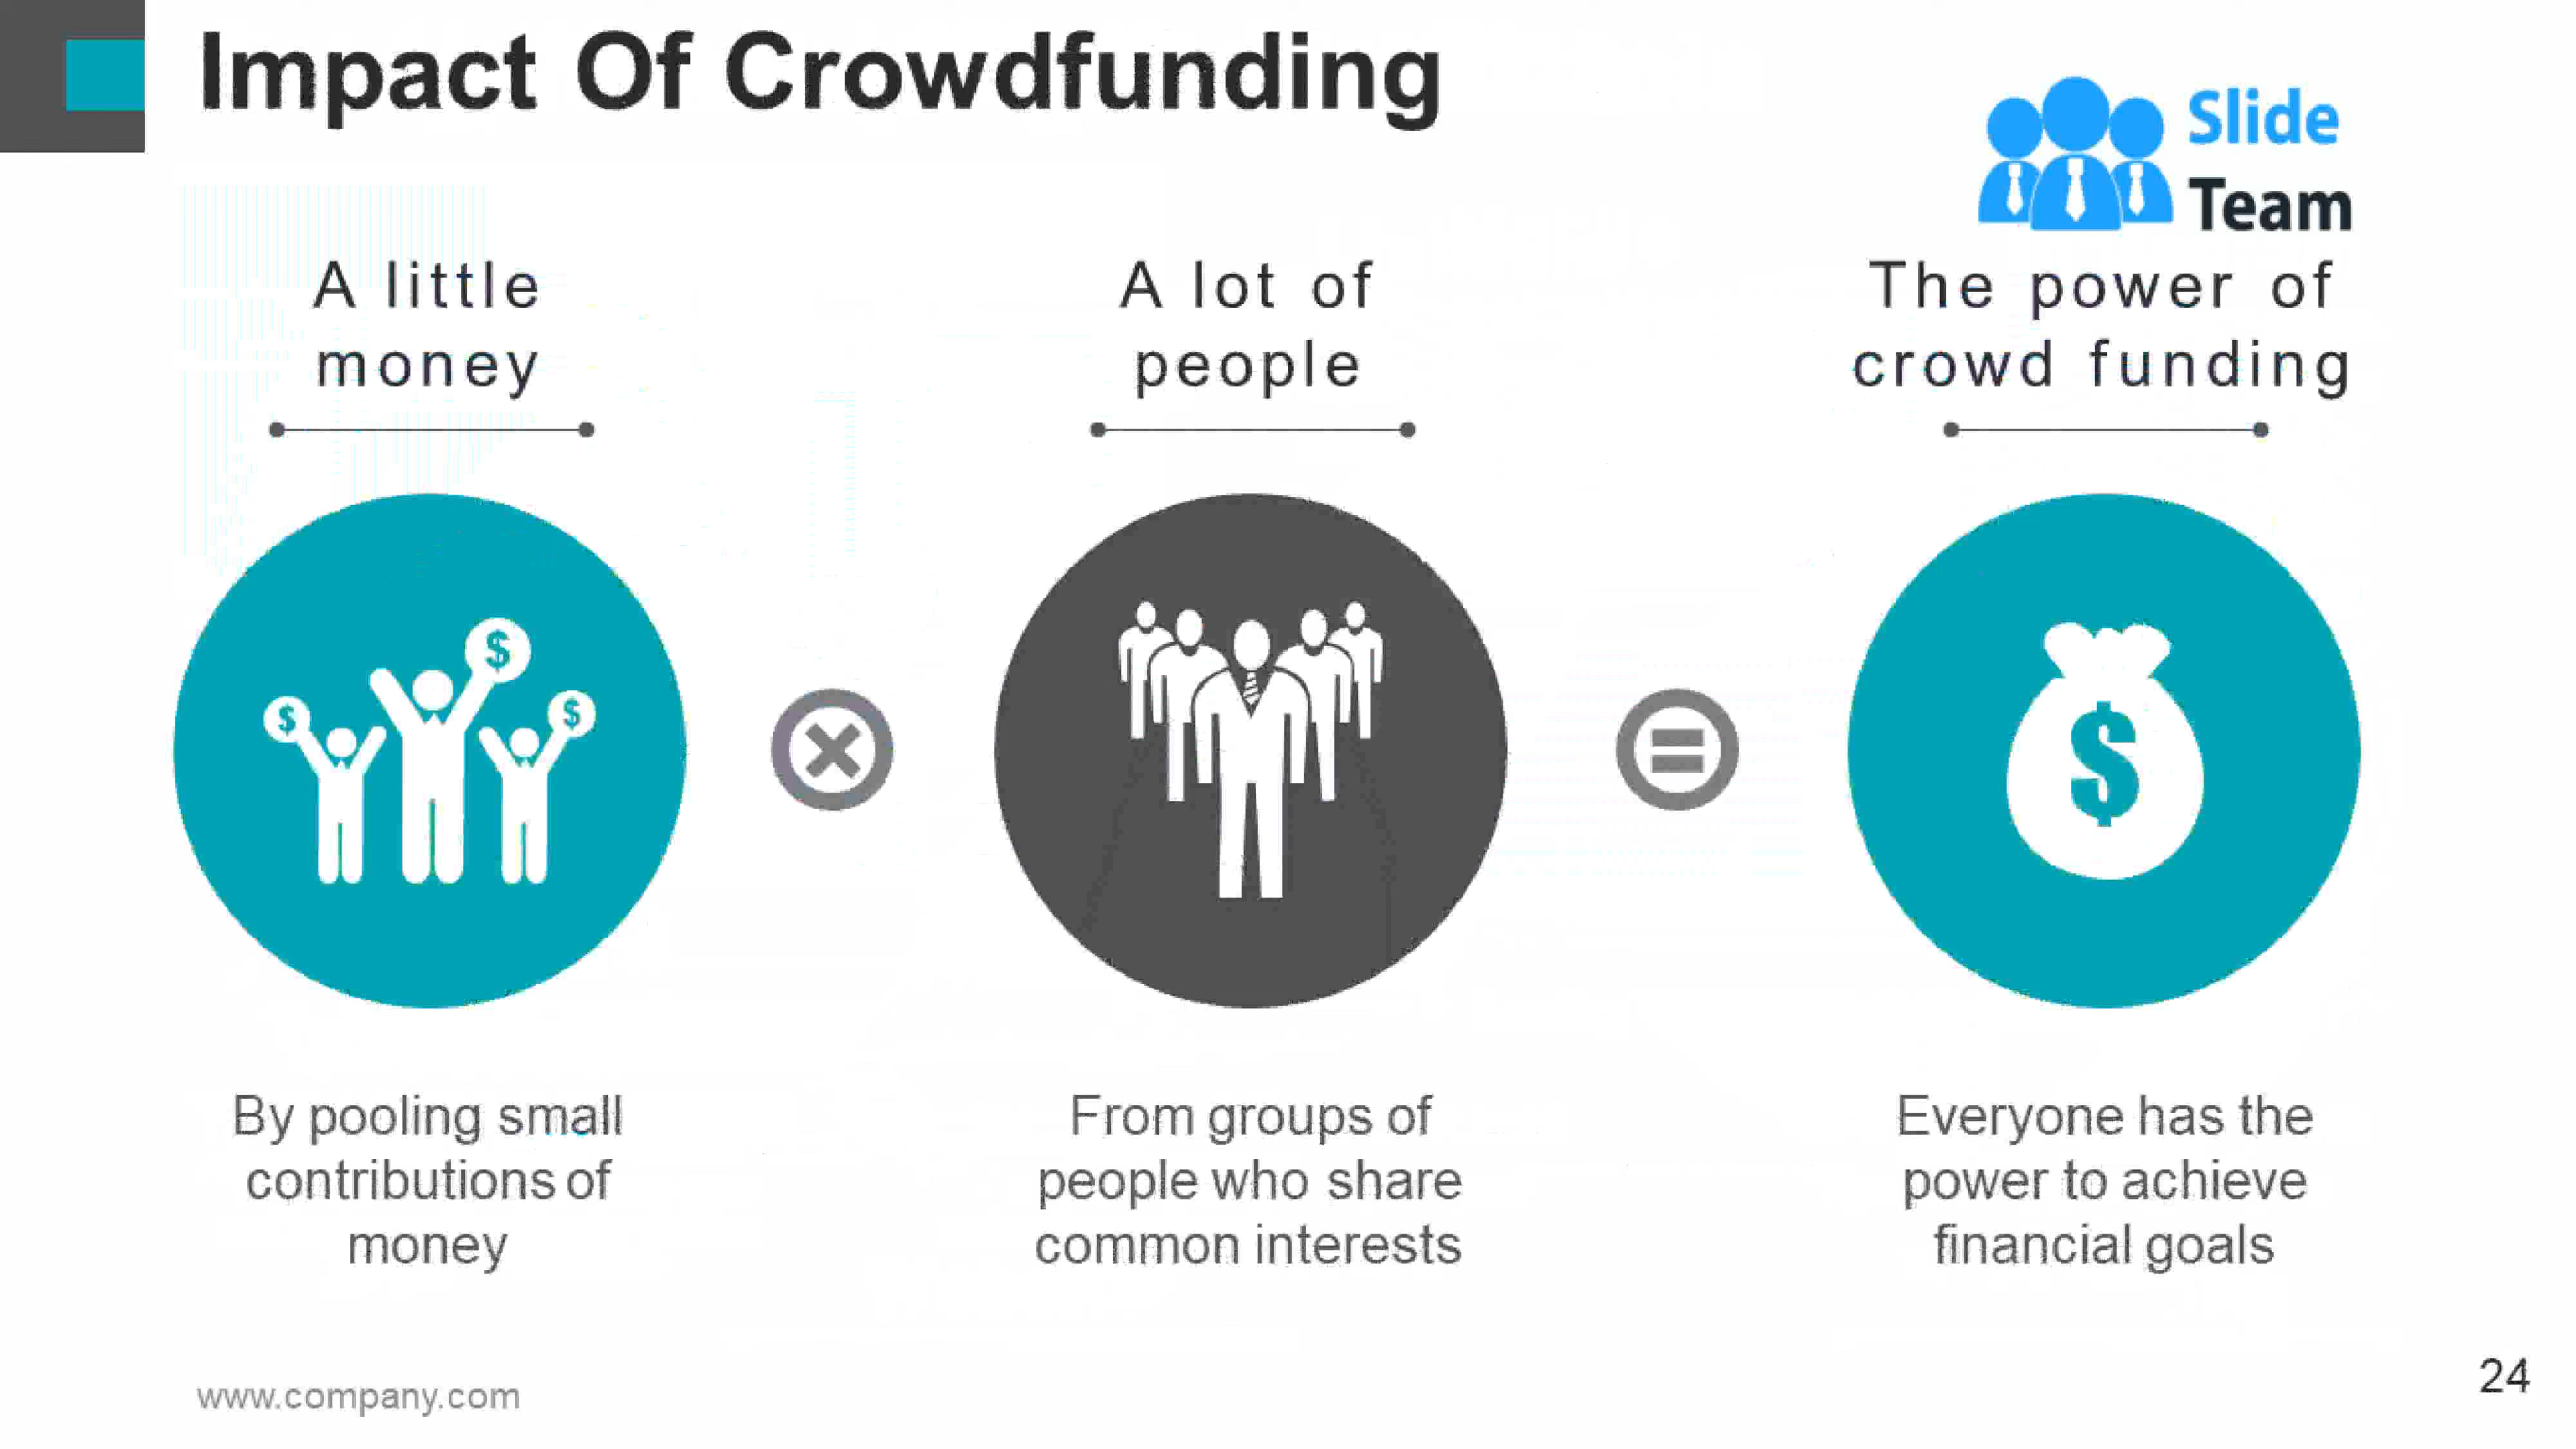 Impact Of Crowdfunding
Slide
Team
A little
money
A lot of
people
The power of
crowd funding
$
$
$
$
By pooling small
contributions of
money
From groups of
people who share
common interests
Everyone has the
power to achieve
financial goals
www.company.com
24